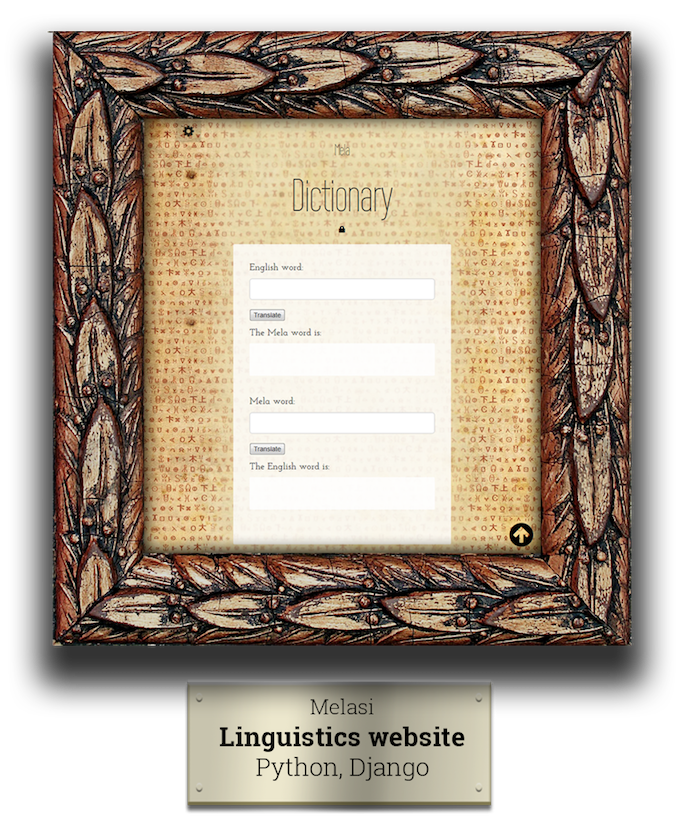 Mela
Dictionary
English word:
Translate
The Mela word is:
Mela word:
Translate
The English word is:
Melasi
Linguistics website
Python, Django